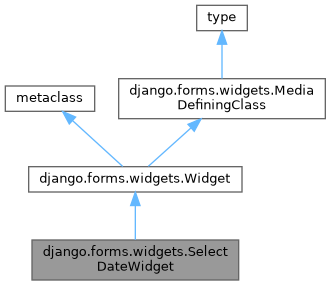 type
metaclass
django.forms.widgets.Media
DefiningClass
django.forms.widgets.Widget
django.forms.widgets.Select
DateWidget